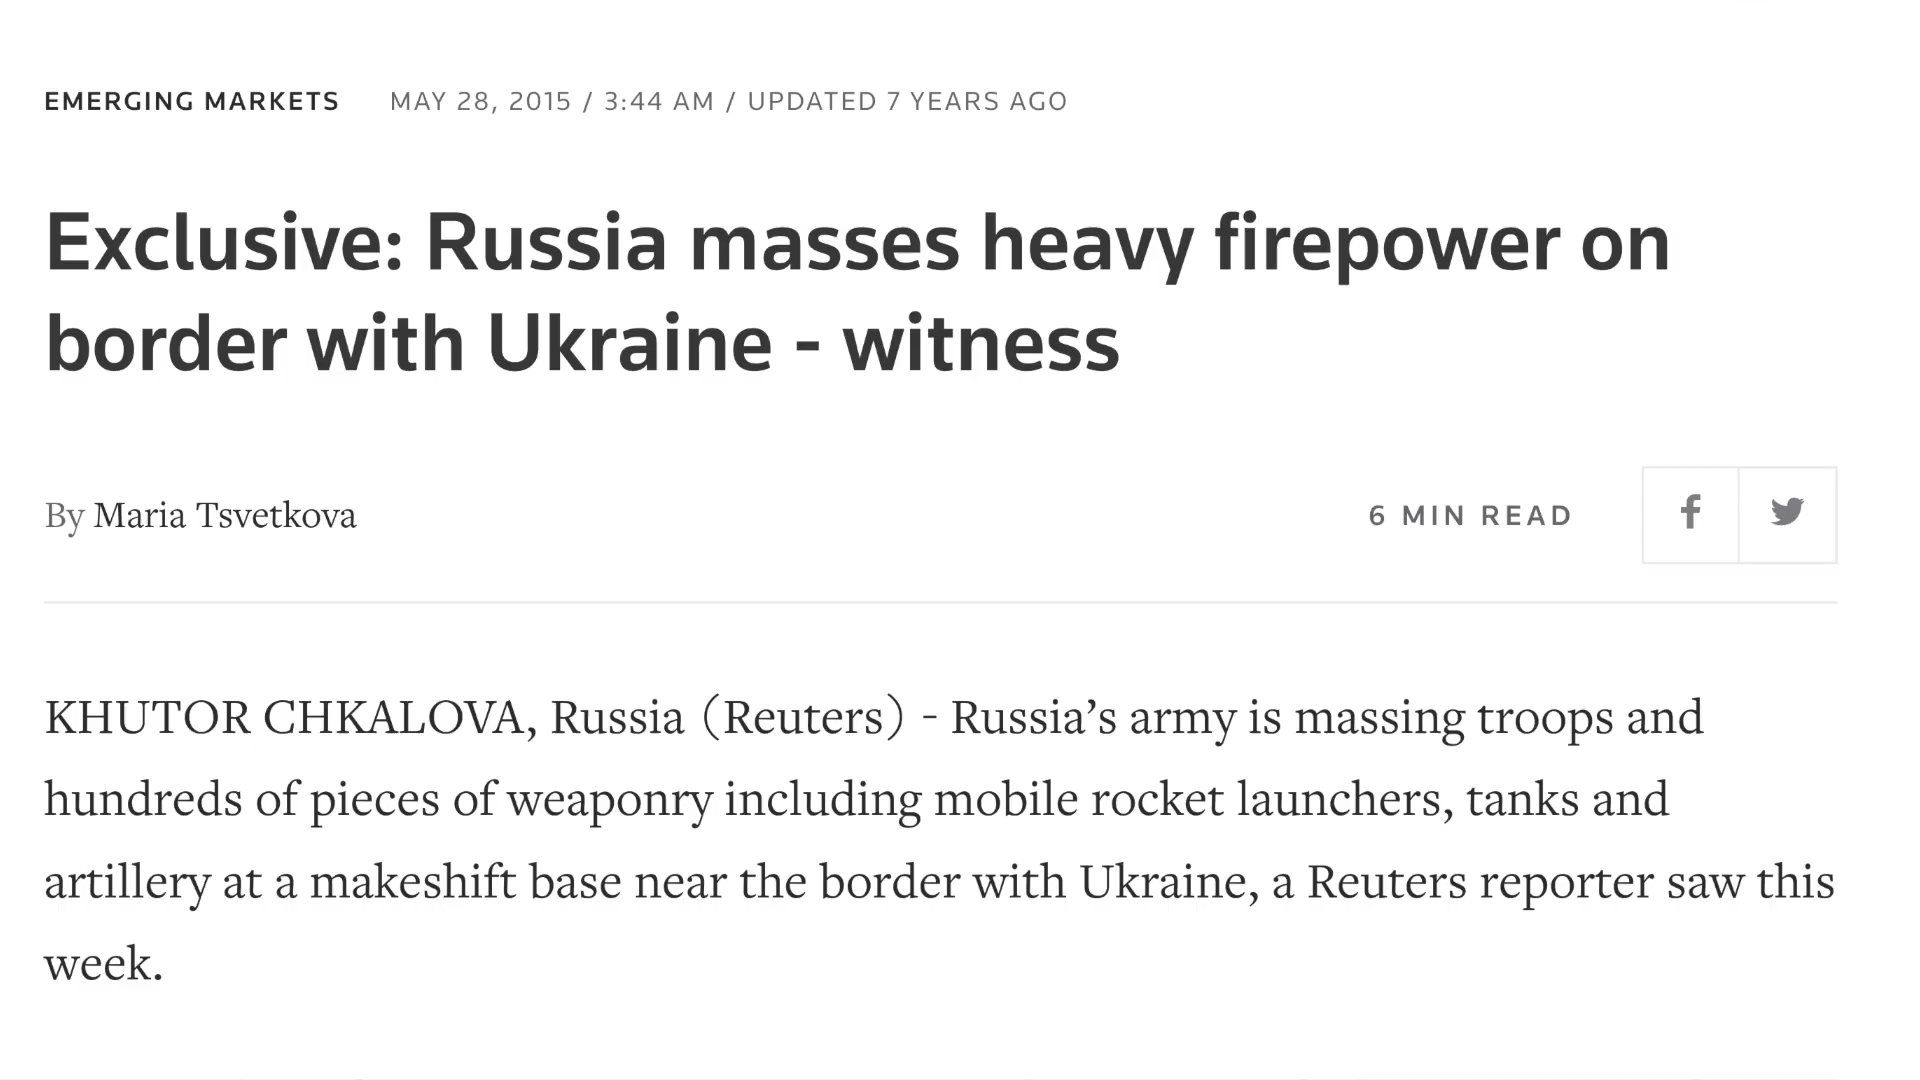 EMERGING MARKETS MAY 28, 2015 / 3:44 AM / UPDATED 7 YEARS AGO
Exclusive: Russia masses heavy firepower on
border with Ukraine - witness
By Maria Tsvetkova 6 MIN READ
KHUTOR CHKALOVA, Russia (Reuters) - Russia’s army is massing troops and
hundreds of pieces of weaponry including mobile rocket launchers, tanks and
artillery at a makeshift base near the border with Ukraine, a Reuters reporter saw this
week.